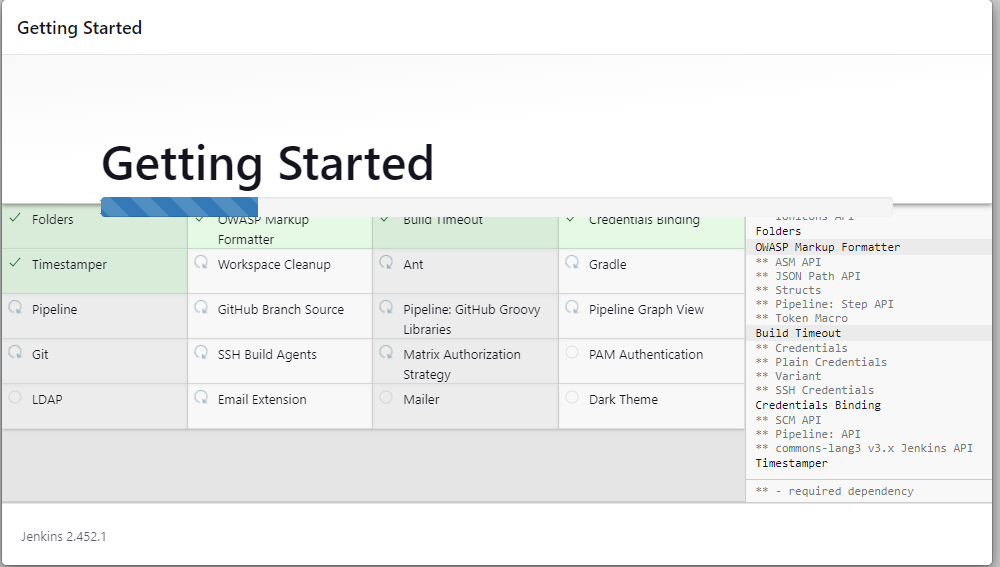 Getting Started
Getting Started
Folders
OWASP Markup
Formatter
Build Timeout
Credentials Binding
Timestamper
Workspace Cleanup
Ant
Gradle
Pipeline
GitHub Branch Source
Pipeline: GitHub Groovy
Libraries
Pipeline Graph View
Git
SSH Build Agents
Matrix Authorization
Strategy
PAM Authentication
LDAP
Email Extension
Mailer
Dark Theme
Ionicons API
Folders
OWASP Markup Formatter
** ASM API
** JSON Path API
** Structs
** Pipeline: Step API
** Token Macro
Build Timeout
** Credentials
** Plain Credentials
** Variant
** SSH Credentials
Credentials Binding
** SCM API
** Pipeline: API
** commons-lang3 v3.x Jenkins API
Timestamper
** - required dependency
Jenkins 2.452.1